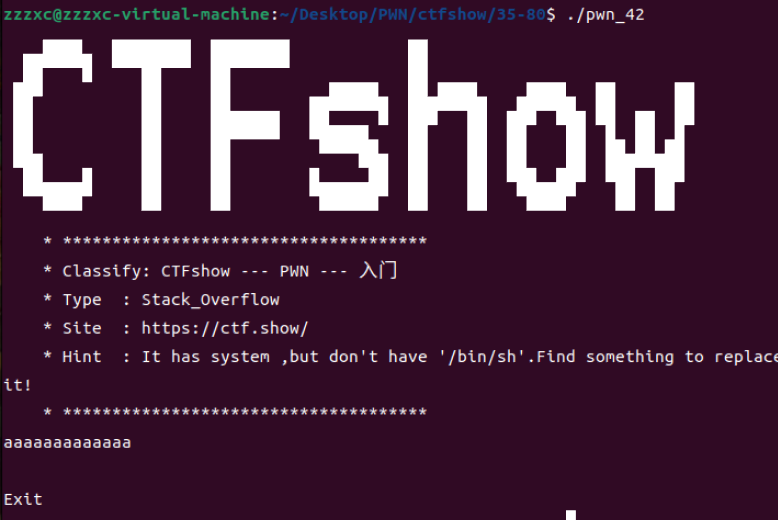 zzzxc@zzzxc-virtual-machine:~/Desktop/PWN/ctfshow/35-80$ ./pwn_42
CTFshow
* *************************************
* Classify: CTFshow --- PWN --- 入门
* Type  : Stack_Overflow
* Site  : https://ctf.show/
* Hint  : It has system ,but don't have '/bin/sh'.Find something to replace
it!
* *************************************
aaaaaaaaaaaaa
Exit